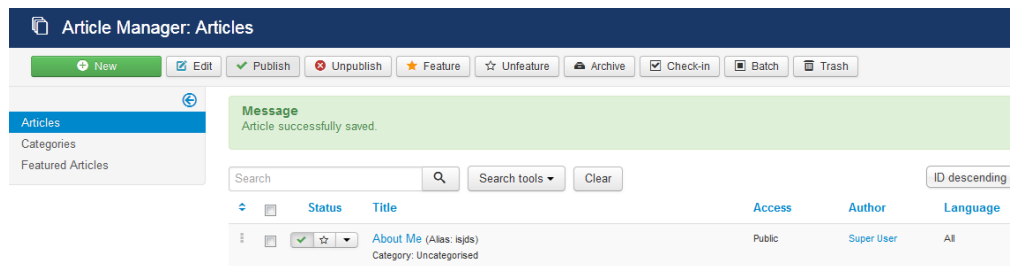 Article Manager: Articles
New Edit Publish Unpublish Feature Unfeature Archive Check-in Batch Trash
Articles
Categories
Featured Articles
Message
Article successfully saved.
Search Search tools Clear ID descending
Status Title Access Author Language
About Me (Alias: isjds) Public Super User All
Category: Uncategorised